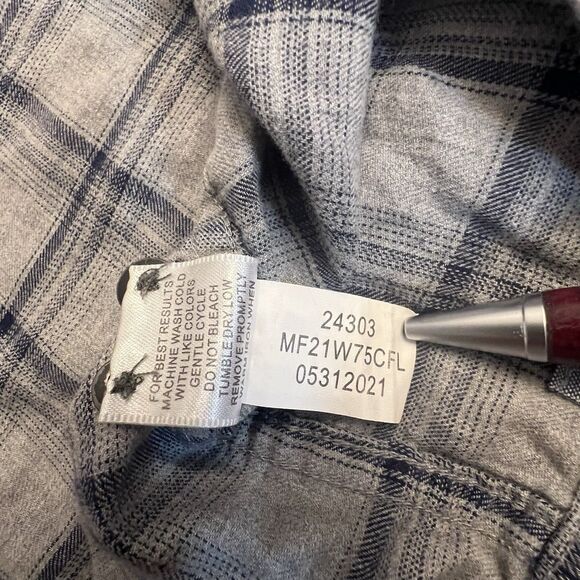 FOR BEST RESULTS
MACHINE WASH COLD
WITH LIKE COLORS
GENTLE CYCLE
DO NOT BLEACH
TUMBLE DRY LOW
REMOVE PROMPTLY
WHEN
24303
MF21W75CFL
05312021